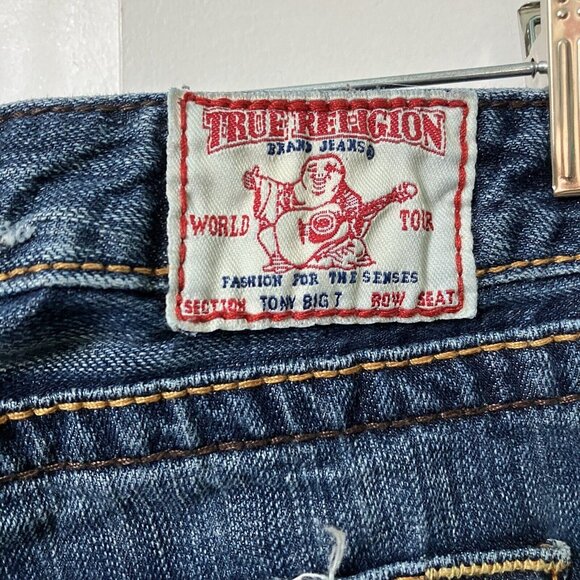 TRUE RELIGION
BRAND JEANS®
WORLD TOUR
FASHION FOR THE SENSES
SECTION TONY BIG T ROW SEAT